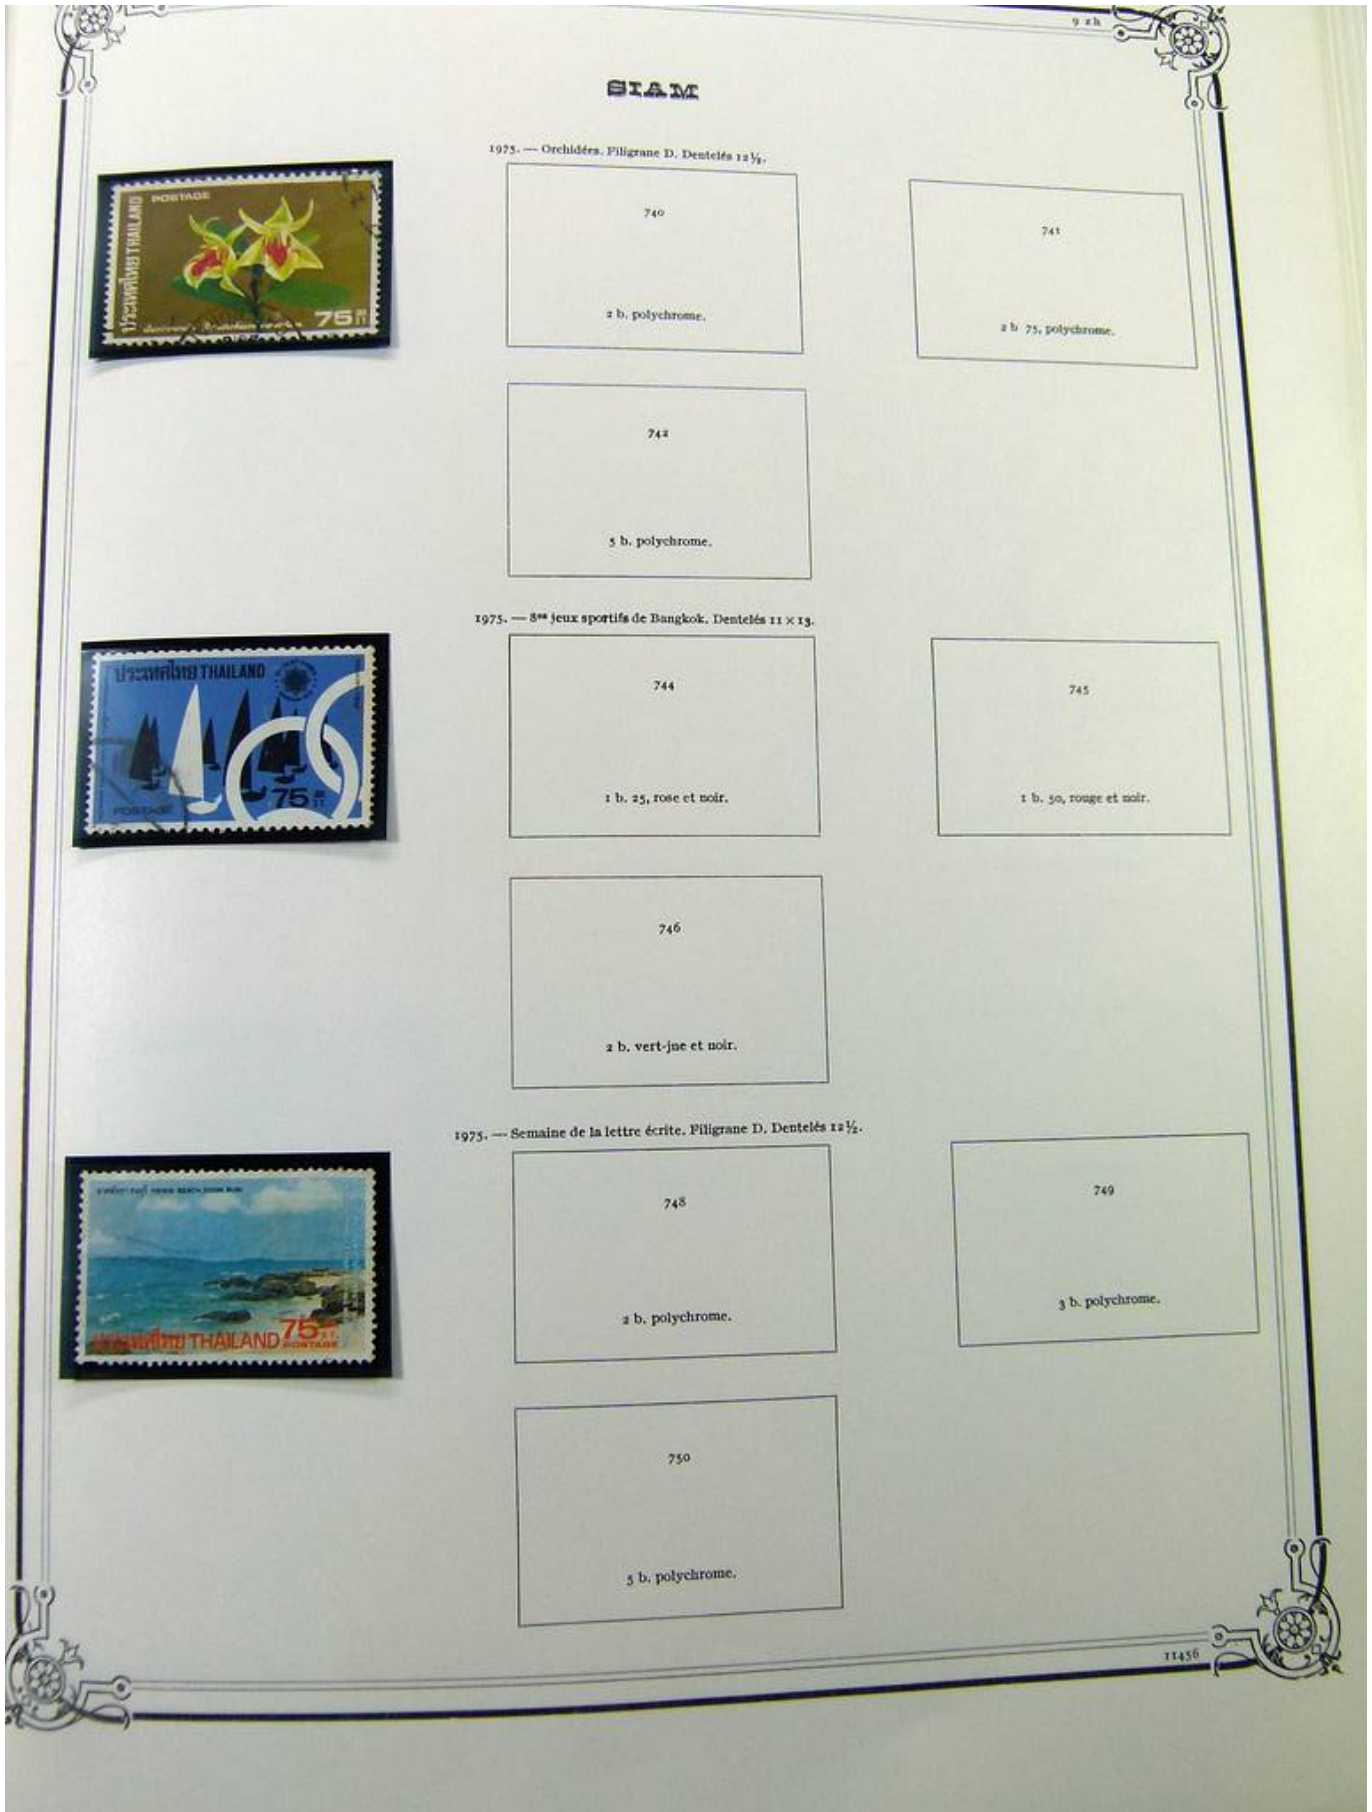 9 zh
SIAM
1975. — Orchidées. Filigrane D. Dentelés 12½.
POSTAGE
ประเทศไทย THAILAND
75
740
2 b. polychrome.
741
2 b 75, polychrome.
742
5 b. polychrome.
1975. — 8es jeux sportifs de Bangkok. Dentelés 11 × 13.
ประเทศไทย THAILAND
75
POSTAGE
744
1 b. 25, rose et noir.
745
1 b. 50, rouge et noir.
746
2 b. vert-jne et noir.
1975. — Semaine de la lettre écrite. Filigrane D. Dentelés 12½.
ประเทศไทย THAILAND 75
POSTAGE
748
2 b. polychrome.
749
3 b. polychrome.
750
5 b. polychrome.
11456